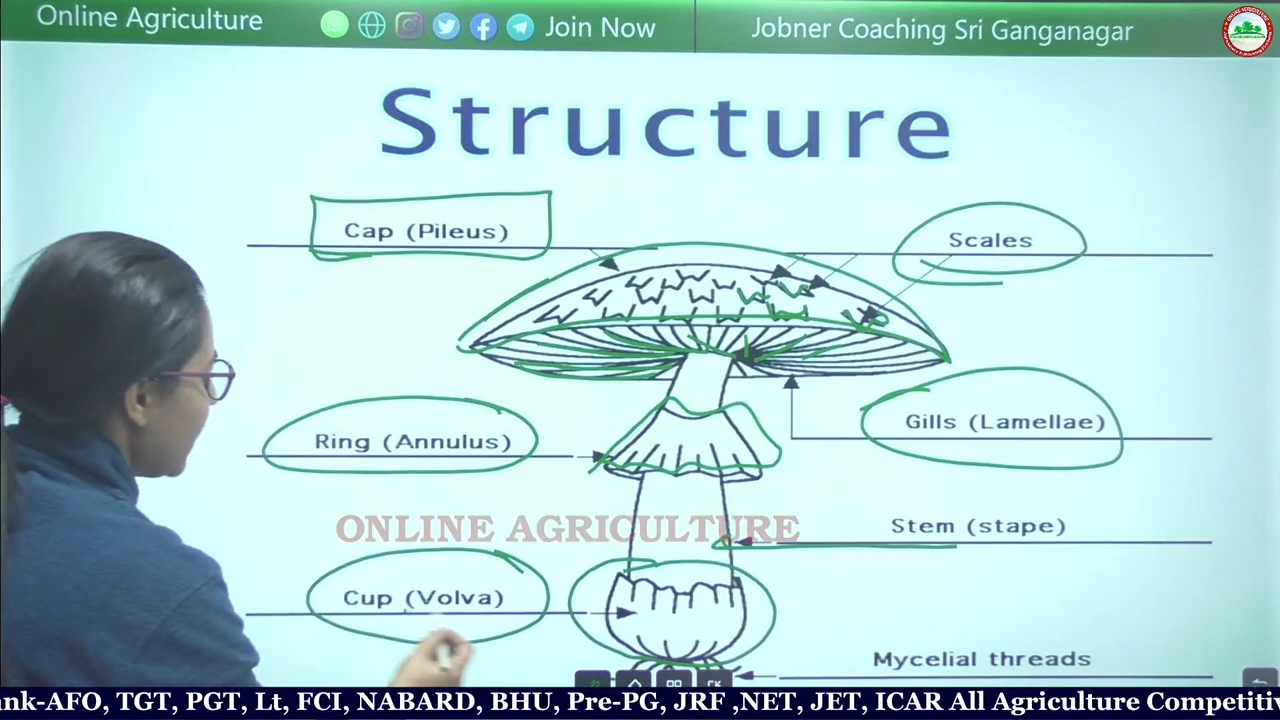 Online Agriculture
Join Now
Jobner Coaching Sri Ganganagar
Structure
Cap (Pileus)
Scales
Gills (Lamellae)
Ring (Annulus)
ONLINE AGRICULTURE
Stem (stape)
Cup (Volva)
Mycelial threads
nk-AFO, TGT, PGT, Lt, FCI, NABARD, BHU, Pre-PG, JRF ,NET, JET, ICAR All Agriculture Competiti